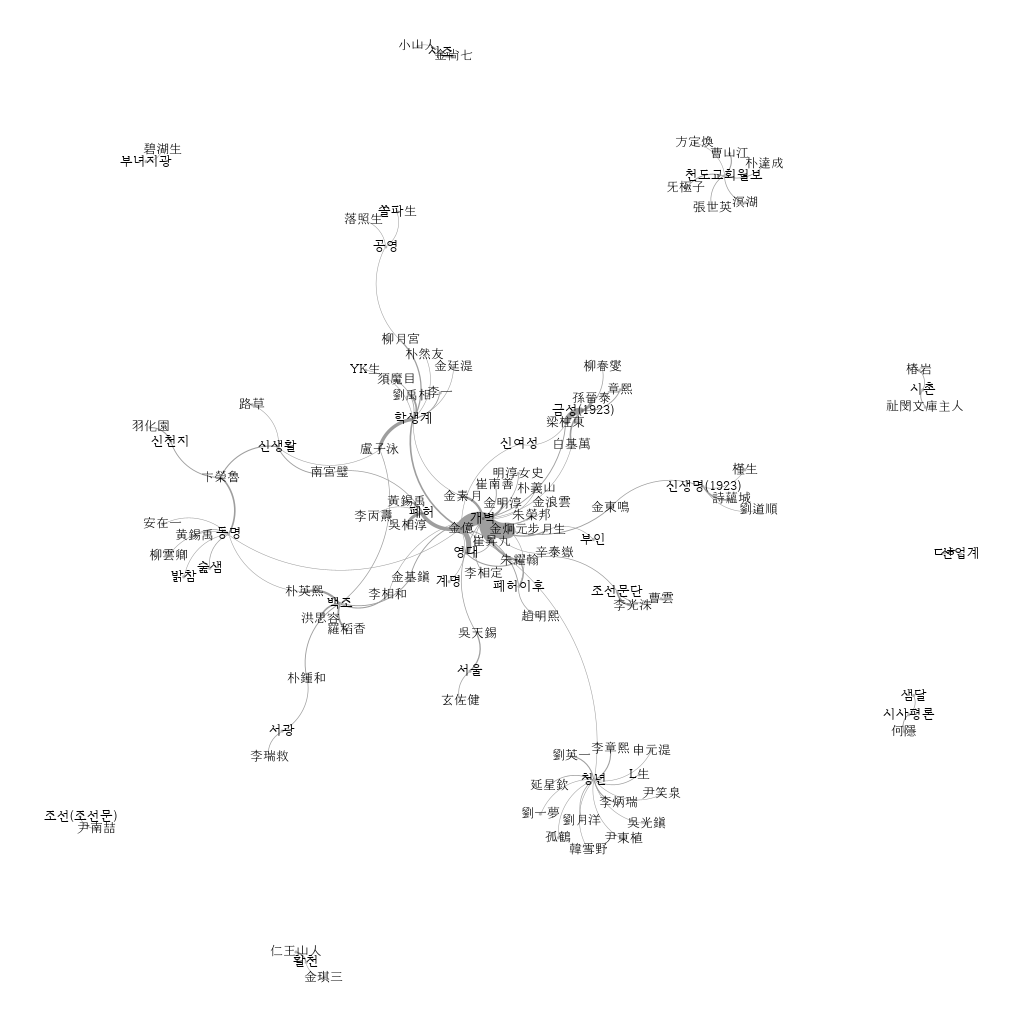 小山人
金尙七
碧湖生
부녀지광
方定煥
曹山江
朴達成
천도교회월보
牙極子
張世英
溟湖
쏠파生
落照生
공영
柳月宮
朴然友
YK生
金延湜
須魔目
劉禹相
李一
학생계
柳春燮
章熙
孫晉泰
금성(1923)
梁柱東
白基萬
椿岩
시촌
祉閔文庫主人
路草
羽化園
신천지
신생활
盧子泳
신여성
卞榮魯
南宮璧
明淳女史
崔南善
朴義山
槿生
신생명(1923)
詩蘿城
劉道順
金素月
黃錫禹
폐허
金明淳
金浪雲
金東鳴
李丙燾
吳相淳
개벽
朱榮邦
安在一
黃錫禹
동명
金億
金炯元
步月生
崔昇九
부인
柳雲卿
영대
辛泰嶽
산업계
숲샘
밝참
朱耀翰
金基鎭
계명
李相定
폐허이후
朴英熙
李相和
조선문단
曹雲
백조
李光洙
洪思容
羅稻香
趙明熙
吳天錫
서울
朴鍾和
玄佐健
샘달
시사평론
何隱
서광
李瑞救
李章熙
劉英一
申元湜
L生
청년
延星欽
尹笑泉
李炳瑞
劉一夢
劉月洋
吳光鎭
孤鶴
尹東植
韓雪野
조선(조선문)
尹南喆
仁王山人
활천
金琪三